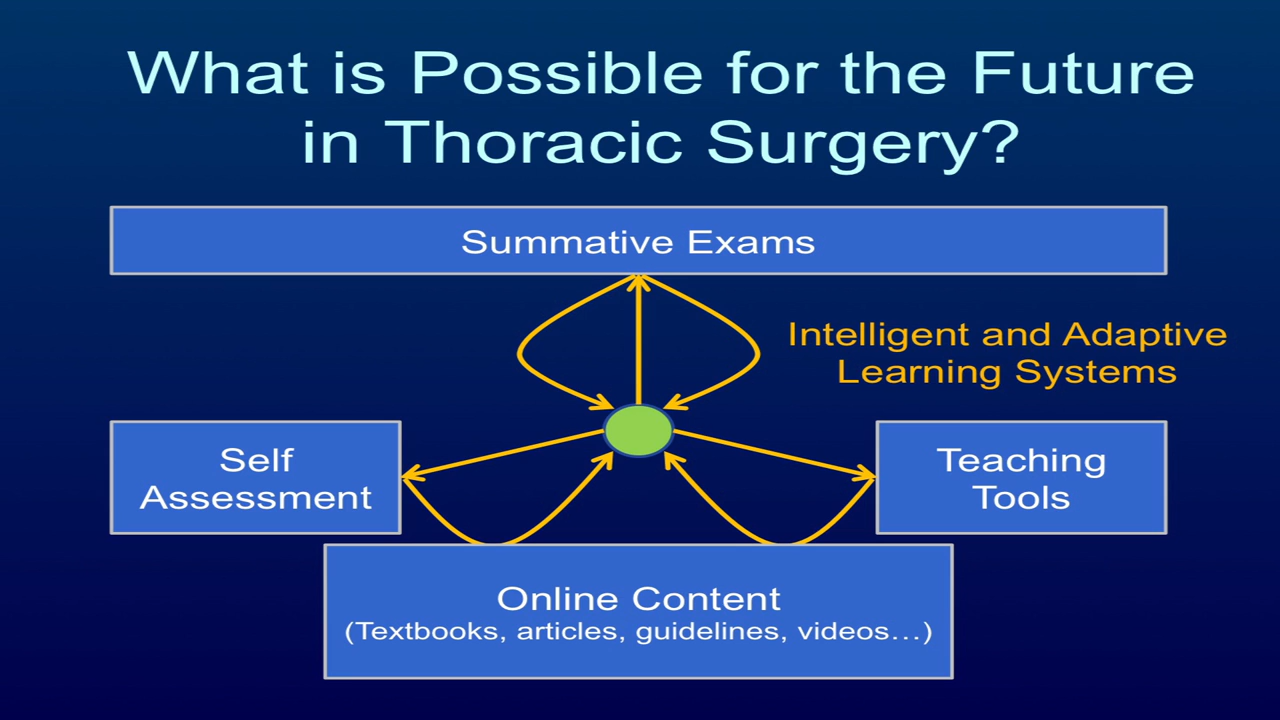 What is Possible for the Future
in Thoracic Surgery?
Summative Exams
Intelligent and Adaptive
Learning Systems
Self
Assessment
Teaching
Tools
Online Content
(Textbooks, articles, guidelines, videos...)